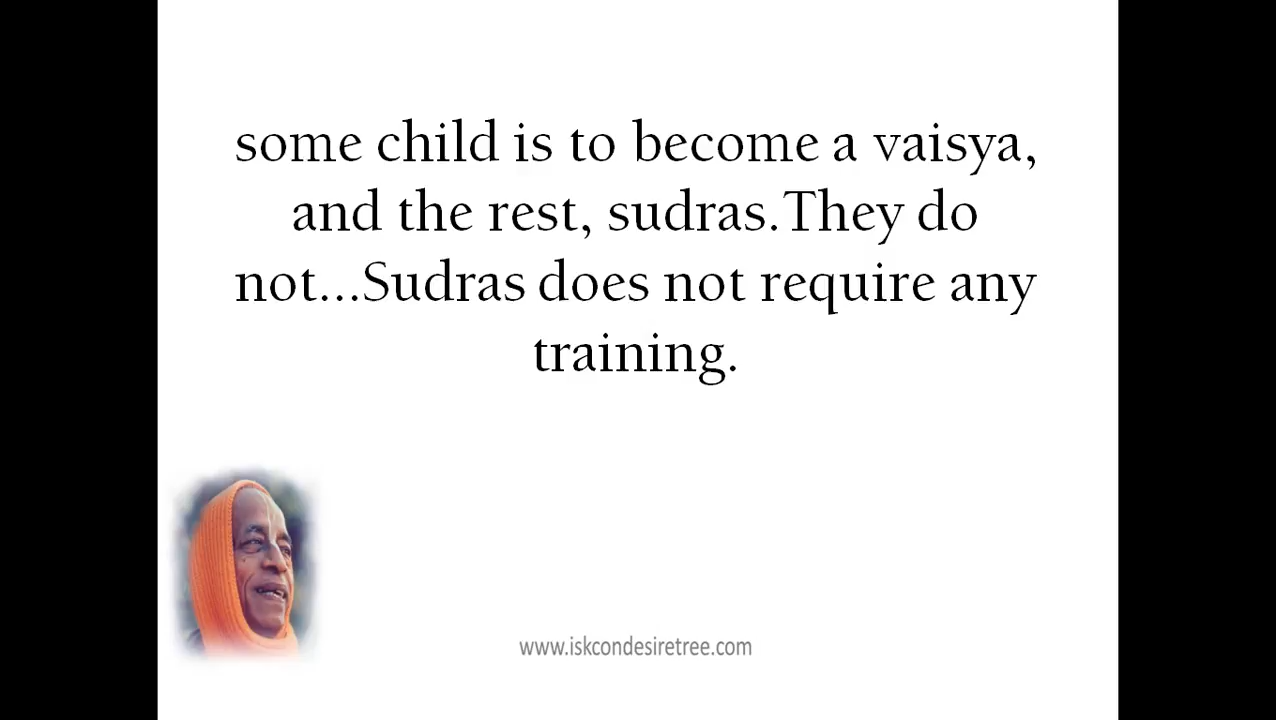 some child is to become a vaisya,
and the rest, sudras.They do
not...Sudras does not require any
training.
www.iskcondesiretree.com